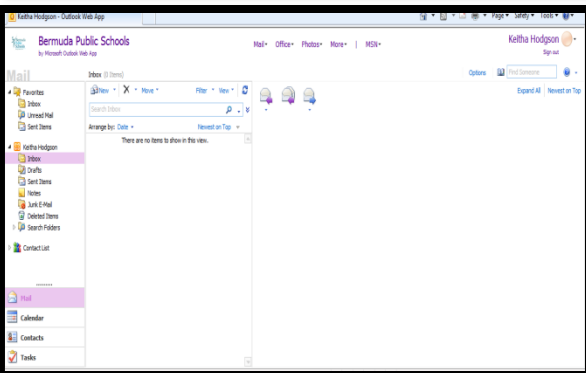 Keitha Hodgson - Outlook Web App
Page Safety Tools
Bermuda Public Schools
by Microsoft Outlook Web App
Mail Office Photos More | MSN
Keitha Hodgson
Sign out
Mail
Inbox (0 Items)
Options
Find Someone
Favorites
Inbox
Unread Mail
Sent Items
Keitha Hodgson
Inbox
Drafts
Sent Items
Notes
Junk E-Mail
Deleted Items
Search Folders
Contact List
Mail
Calendar
Contacts
Tasks
New X Move Filter View
Search Inbox
Arrange by: Date Newest on Top
There are no items to show in this view.
Expand All Newest on Top